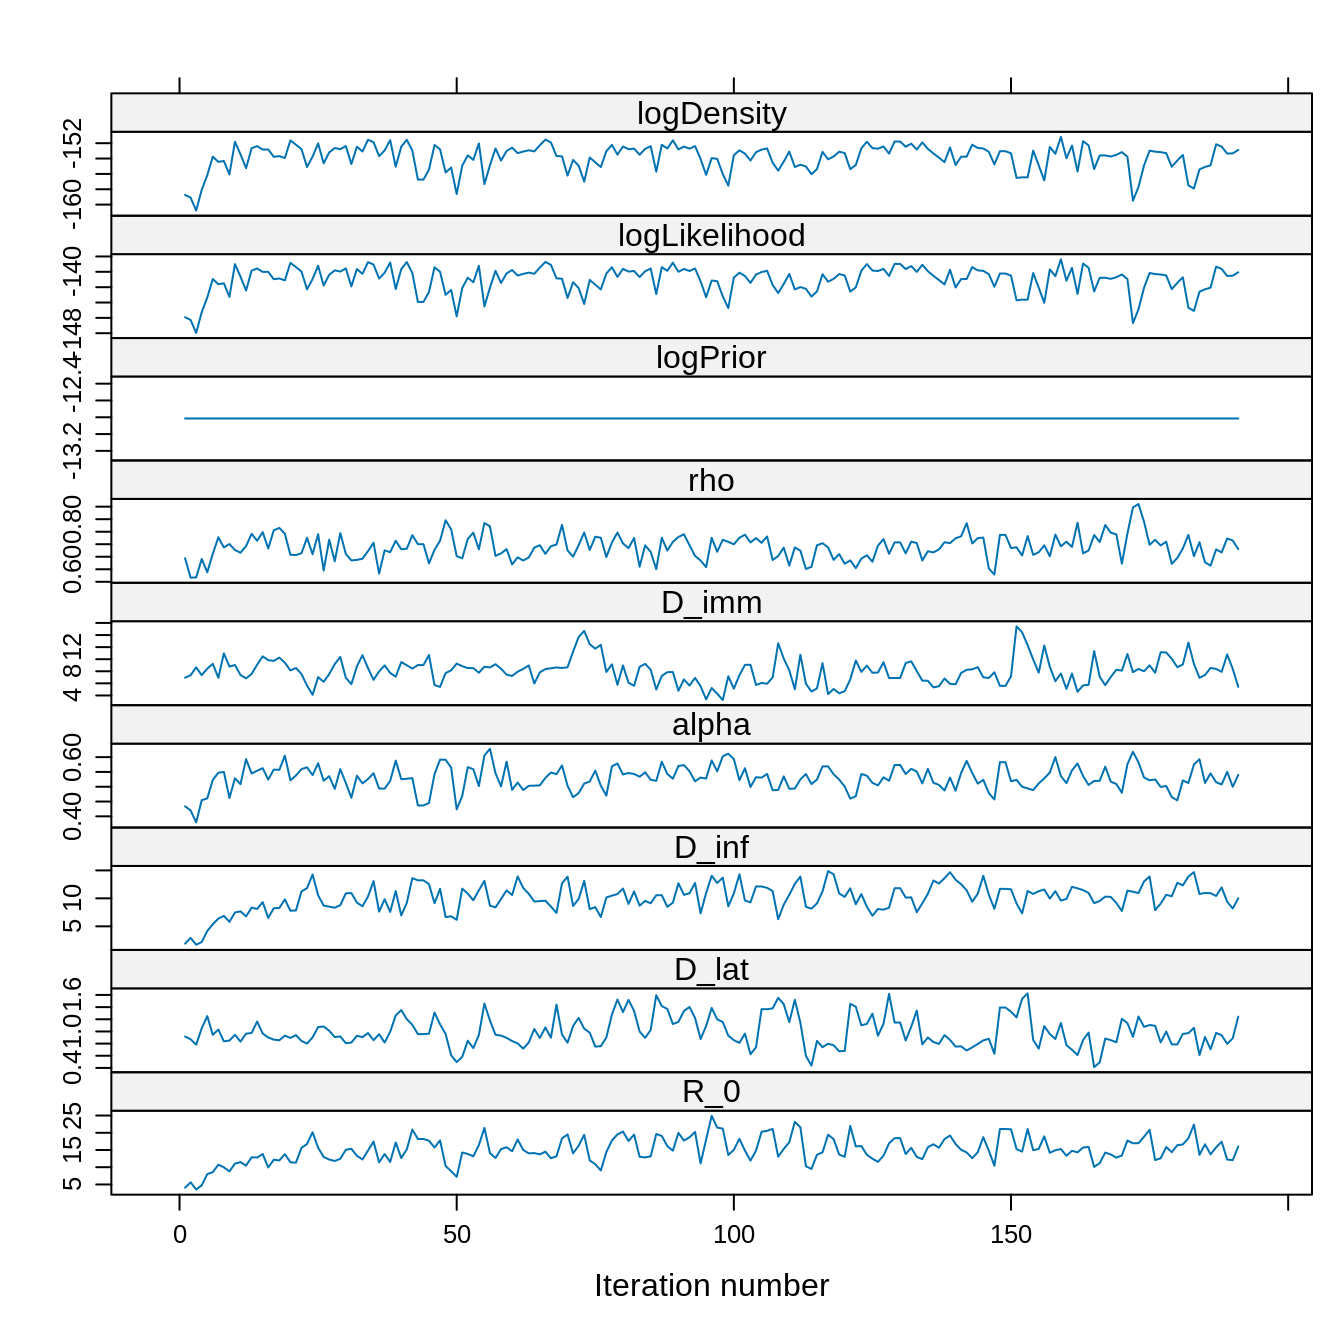 logDensity
-160 -152
logLikelihood
-148 -140
logPrior
-13.2 -12.4
rho
0.60 0.80
D_imm
4 8 12
alpha
0.40 0.60
D_inf
5 10
D_lat
0.4 1.0 1.6
R_0
5 15 25
0 50 100 150
Iteration number